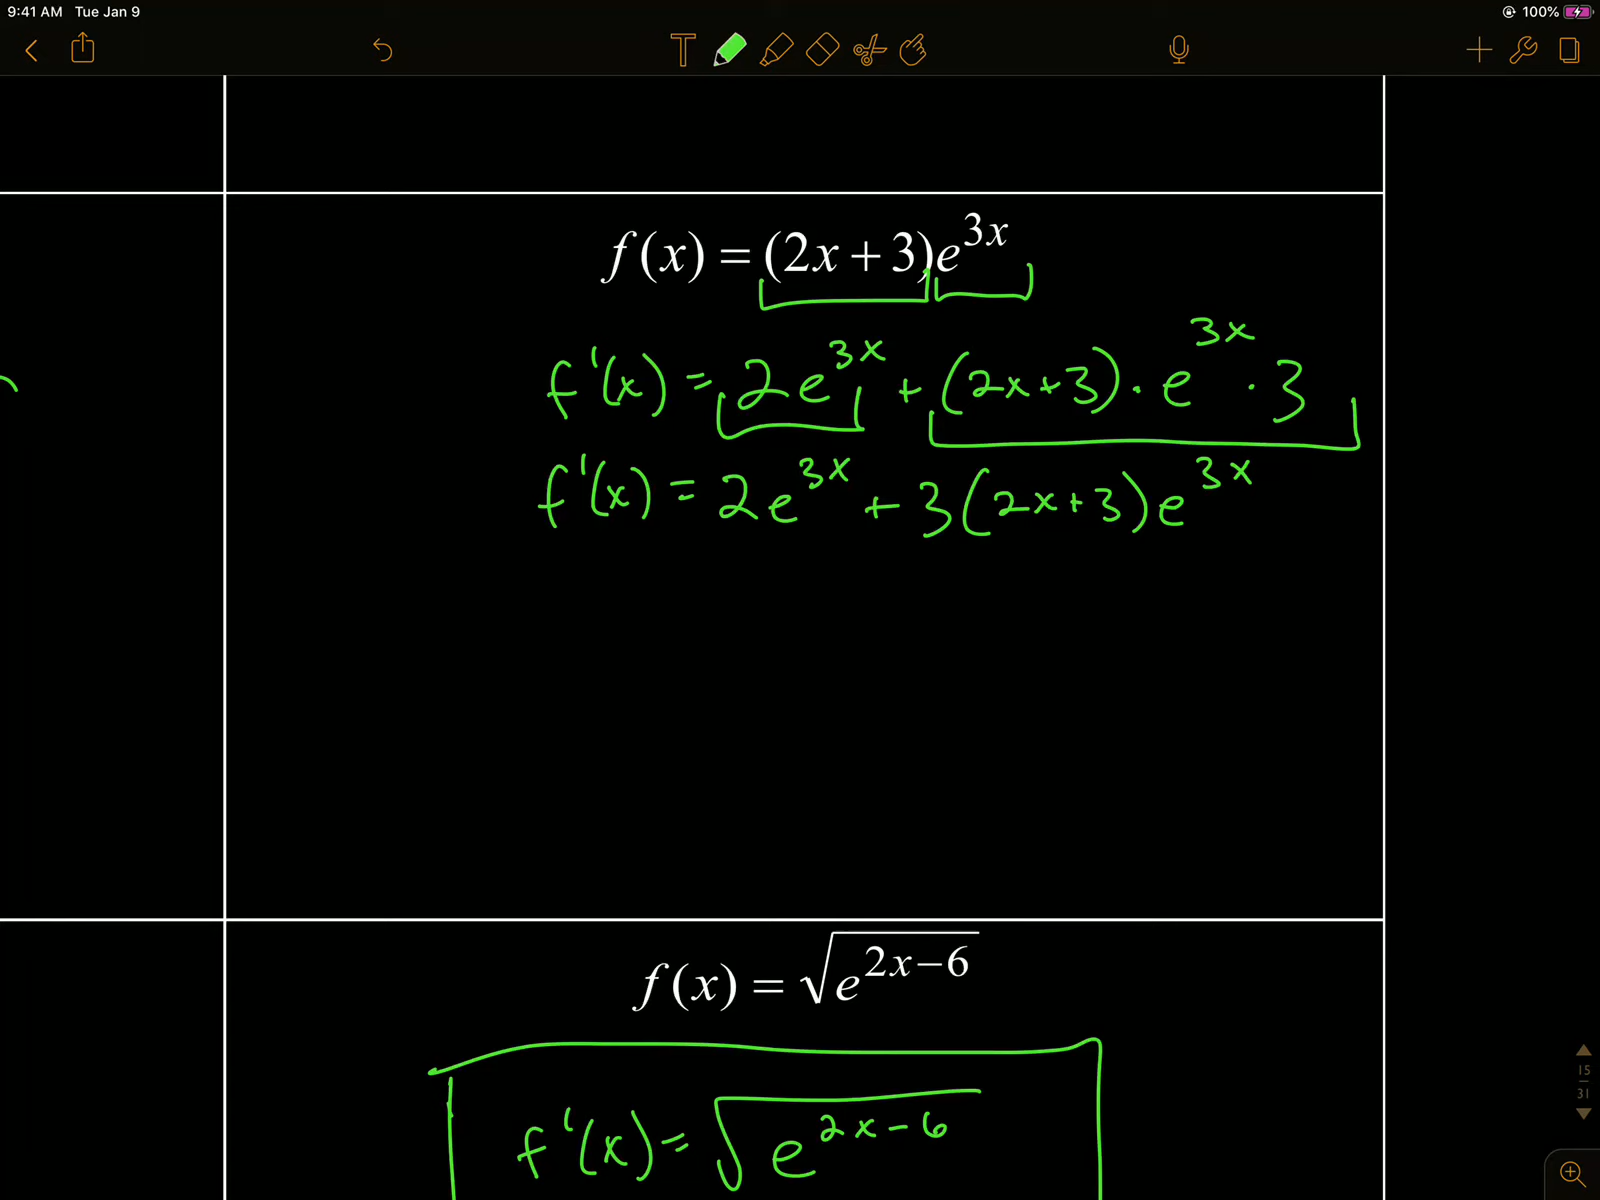 9:41 AM Tue Jan 9
100%
f(x) = (2x + 3)e^{3x}
f'(x) = 2e^{3x} + (2x+3) · e^{3x} · 3
f'(x) = 2e^{3x} + 3(2x+3)e^{3x}
f(x) = √(e^{2x−6})
f'(x) = √(e^{2x−6})
15
31